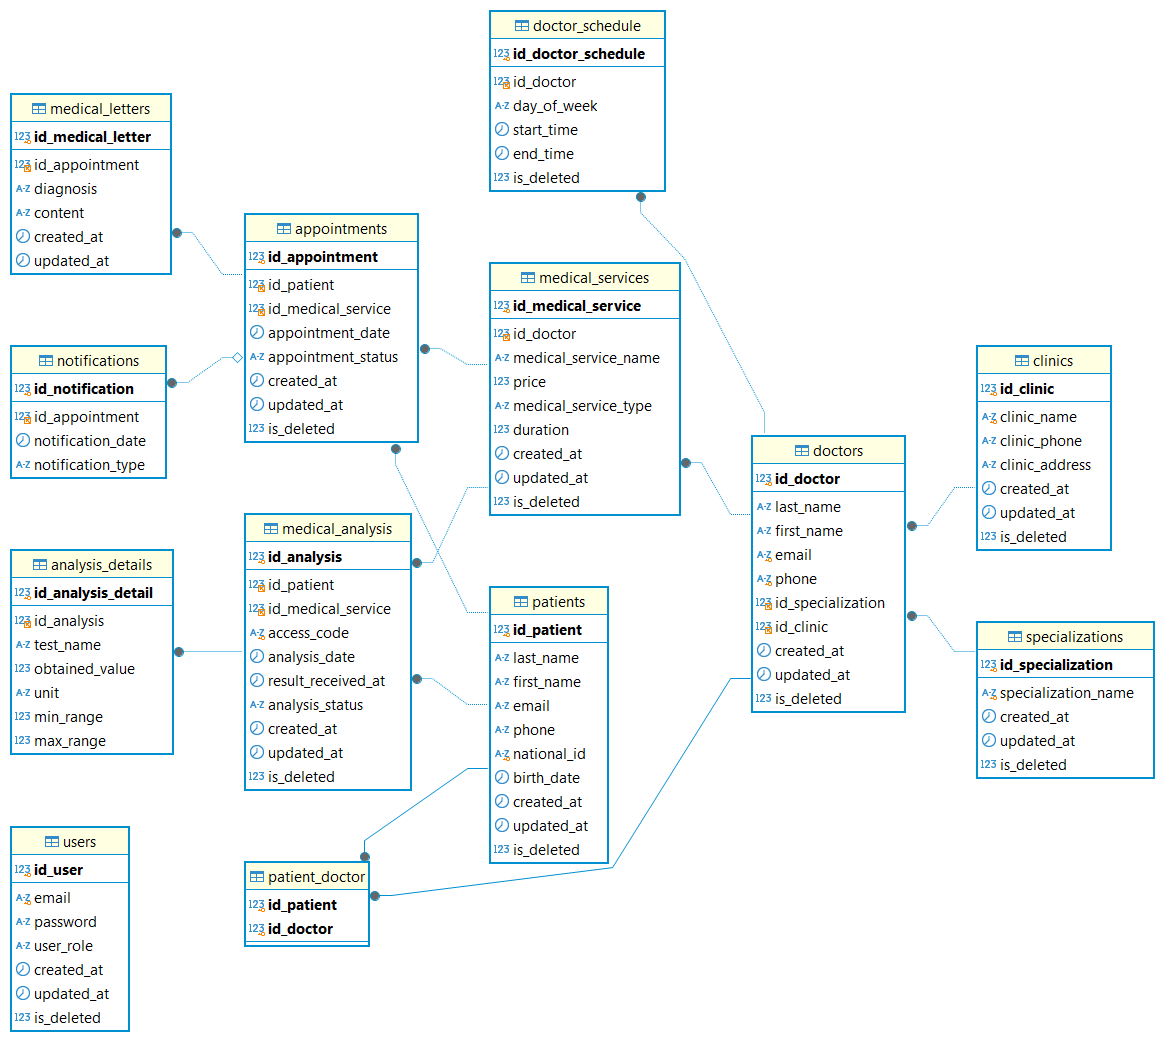 doctor_schedule
id_doctor_schedule
id_doctor
day_of_week
start_time
end_time
is_deleted
medical_letters
id_medical_letter
id_appointment
diagnosis
content
created_at
updated_at
appointments
id_appointment
id_patient
id_medical_service
appointment_date
appointment_status
created_at
updated_at
is_deleted
medical_services
id_medical_service
id_doctor
medical_service_name
price
medical_service_type
duration
created_at
updated_at
is_deleted
notifications
id_notification
id_appointment
notification_date
notification_type
clinics
id_clinic
clinic_name
clinic_phone
clinic_address
created_at
updated_at
is_deleted
doctors
id_doctor
last_name
first_name
email
phone
id_specialization
id_clinic
created_at
updated_at
is_deleted
medical_analysis
id_analysis
id_patient
id_medical_service
access_code
analysis_date
result_received_at
analysis_status
created_at
updated_at
is_deleted
analysis_details
id_analysis_detail
id_analysis
test_name
obtained_value
unit
min_range
max_range
patients
id_patient
last_name
first_name
email
phone
national_id
birth_date
created_at
updated_at
is_deleted
specializations
id_specialization
specialization_name
created_at
updated_at
is_deleted
users
id_user
email
password
user_role
created_at
updated_at
is_deleted
patient_doctor
id_patient
id_doctor